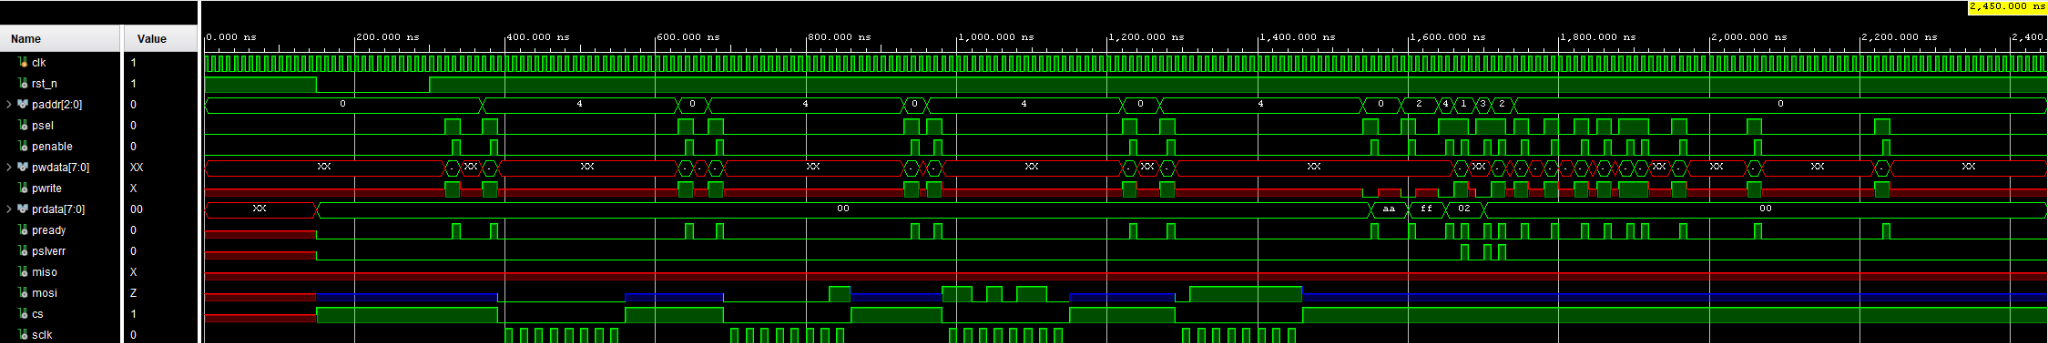 2,450.000 ns
Name Value 0.000 ns 200.000 ns 400.000 ns 600.000 ns 800.000 ns 1,000.000 ns 1,200.000 ns 1,400.000 ns 1,600.000 ns 1,800.000 ns 2,000.000 ns 2,200.000 ns 2,400.
clk 1
rst_n 1
paddr[2:0] 0 0 4 0 4 0 4 0 4 0 2 4 1 3 2 0
psel 0
penable 0
pwdata[7:0] XX XX XX XX XX XX XX XX XX XX XX XX XX
pwrite X
prdata[7:0] 00 XX 00 aa ff 02 00
pready 0
pslverr 0
miso X
mosi Z
cs 1
sclk 0